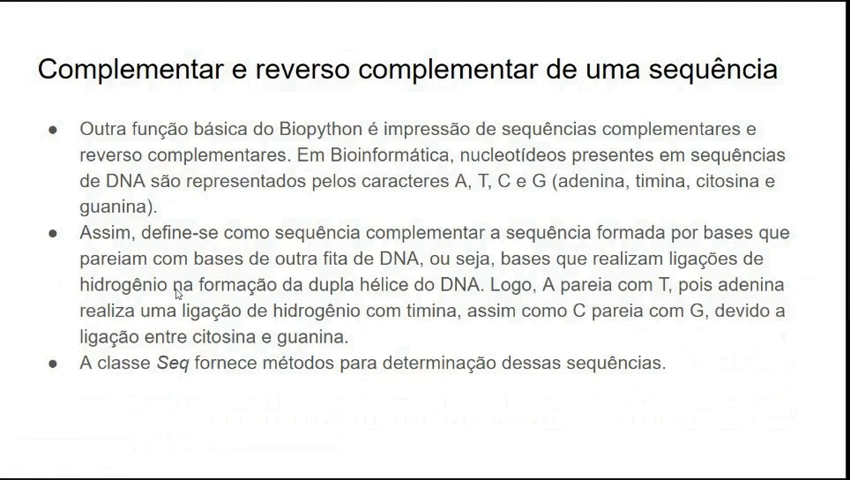 Complementar e reverso complementar de uma sequência
● Outra função básica do Biopython é impressão de sequências complementares e
reverso complementares. Em Bioinformática, nucleotídeos presentes em sequências
de DNA são representados pelos caracteres A, T, C e G (adenina, timina, citosina e
guanina).
● Assim, define-se como sequência complementar a sequência formada por bases que
pareiam com bases de outra fita de DNA, ou seja, bases que realizam ligações de
hidrogênio na formação da dupla hélice do DNA. Logo, A pareia com T, pois adenina
realiza uma ligação de hidrogênio com timina, assim como C pareia com G, devido a
ligação entre citosina e guanina.
● A classe Seq fornece métodos para determinação dessas sequências.